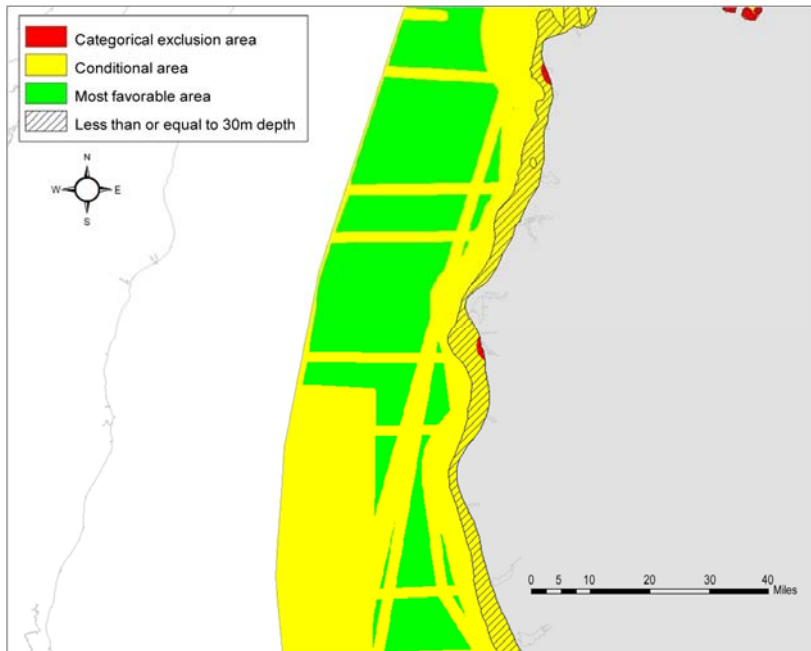 Categorical exclusion area
Conditional area
Most favorable area
Less than or equal to 30m depth
N
W E
S
0 5 10 20 30 40
Miles